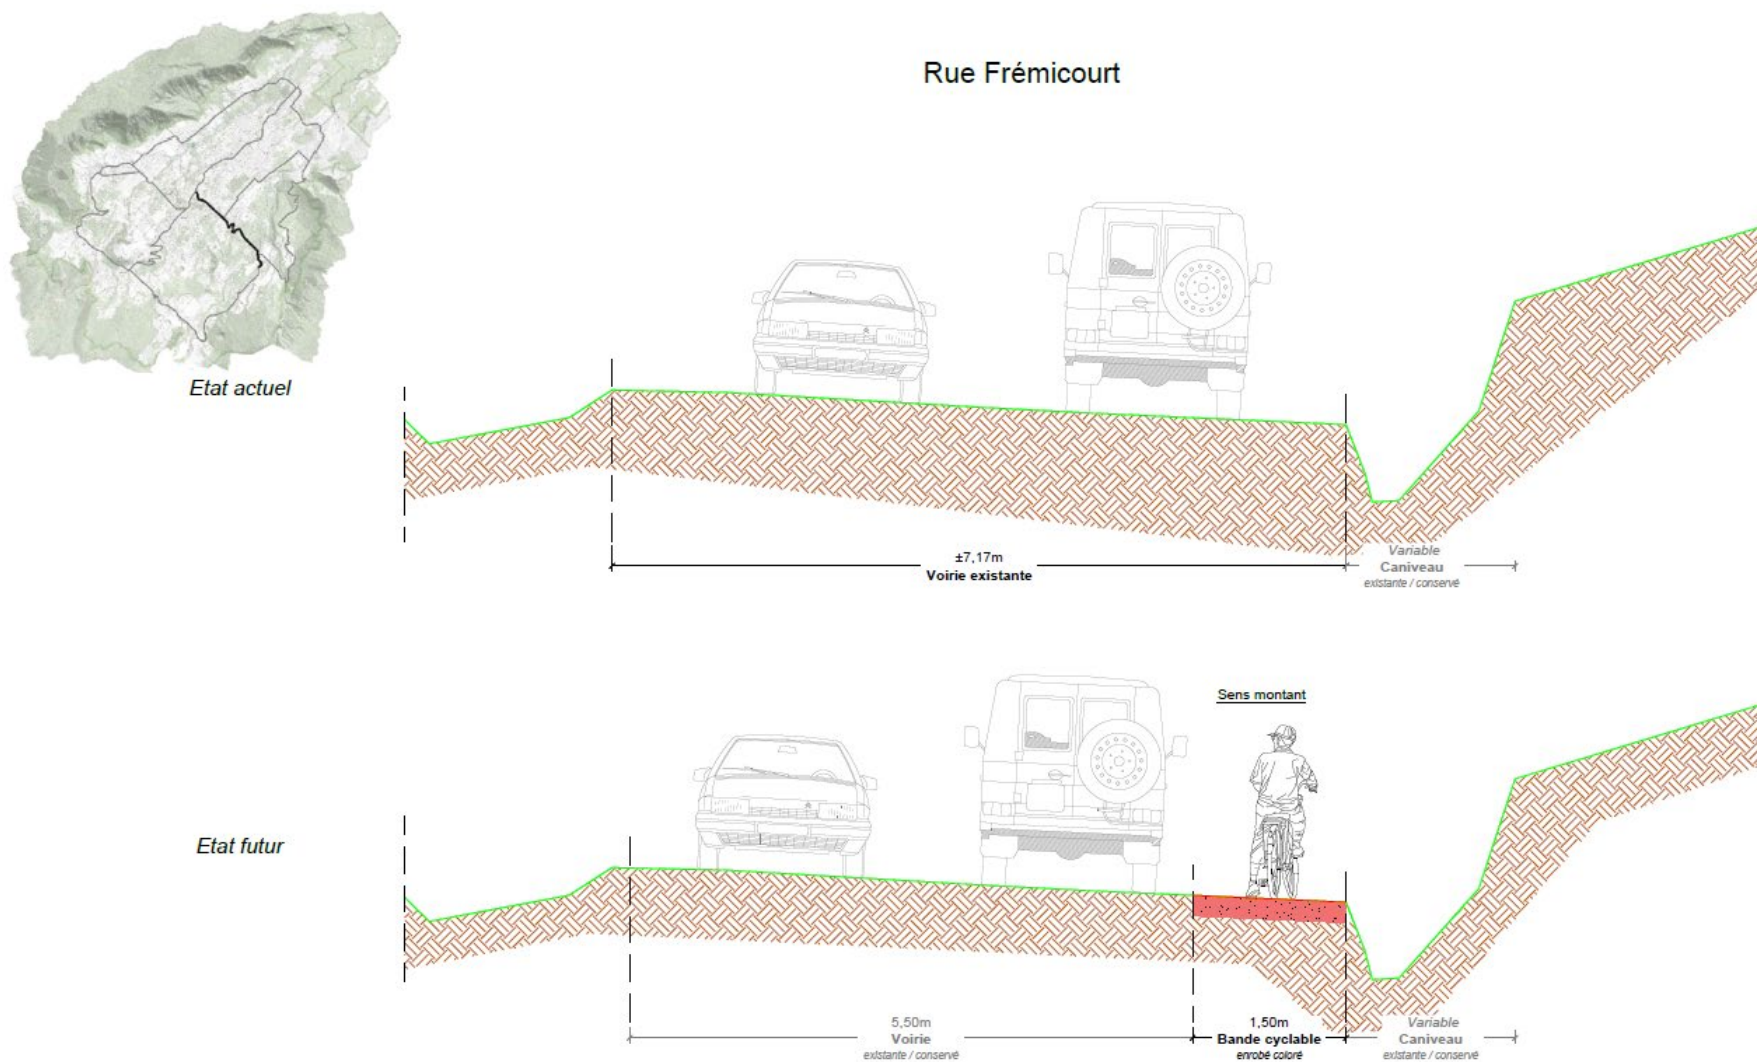 Rue Frémicourt
Etat actuel
±7,17m
Voirie existante
Variable
Caniveau
existante / conservé
Sens montant
Etat futur
5,50m
Voirie
existante / conservé
1,50m
Bande cyclable
enrobé coloré
Variable
Caniveau
existante / conservé